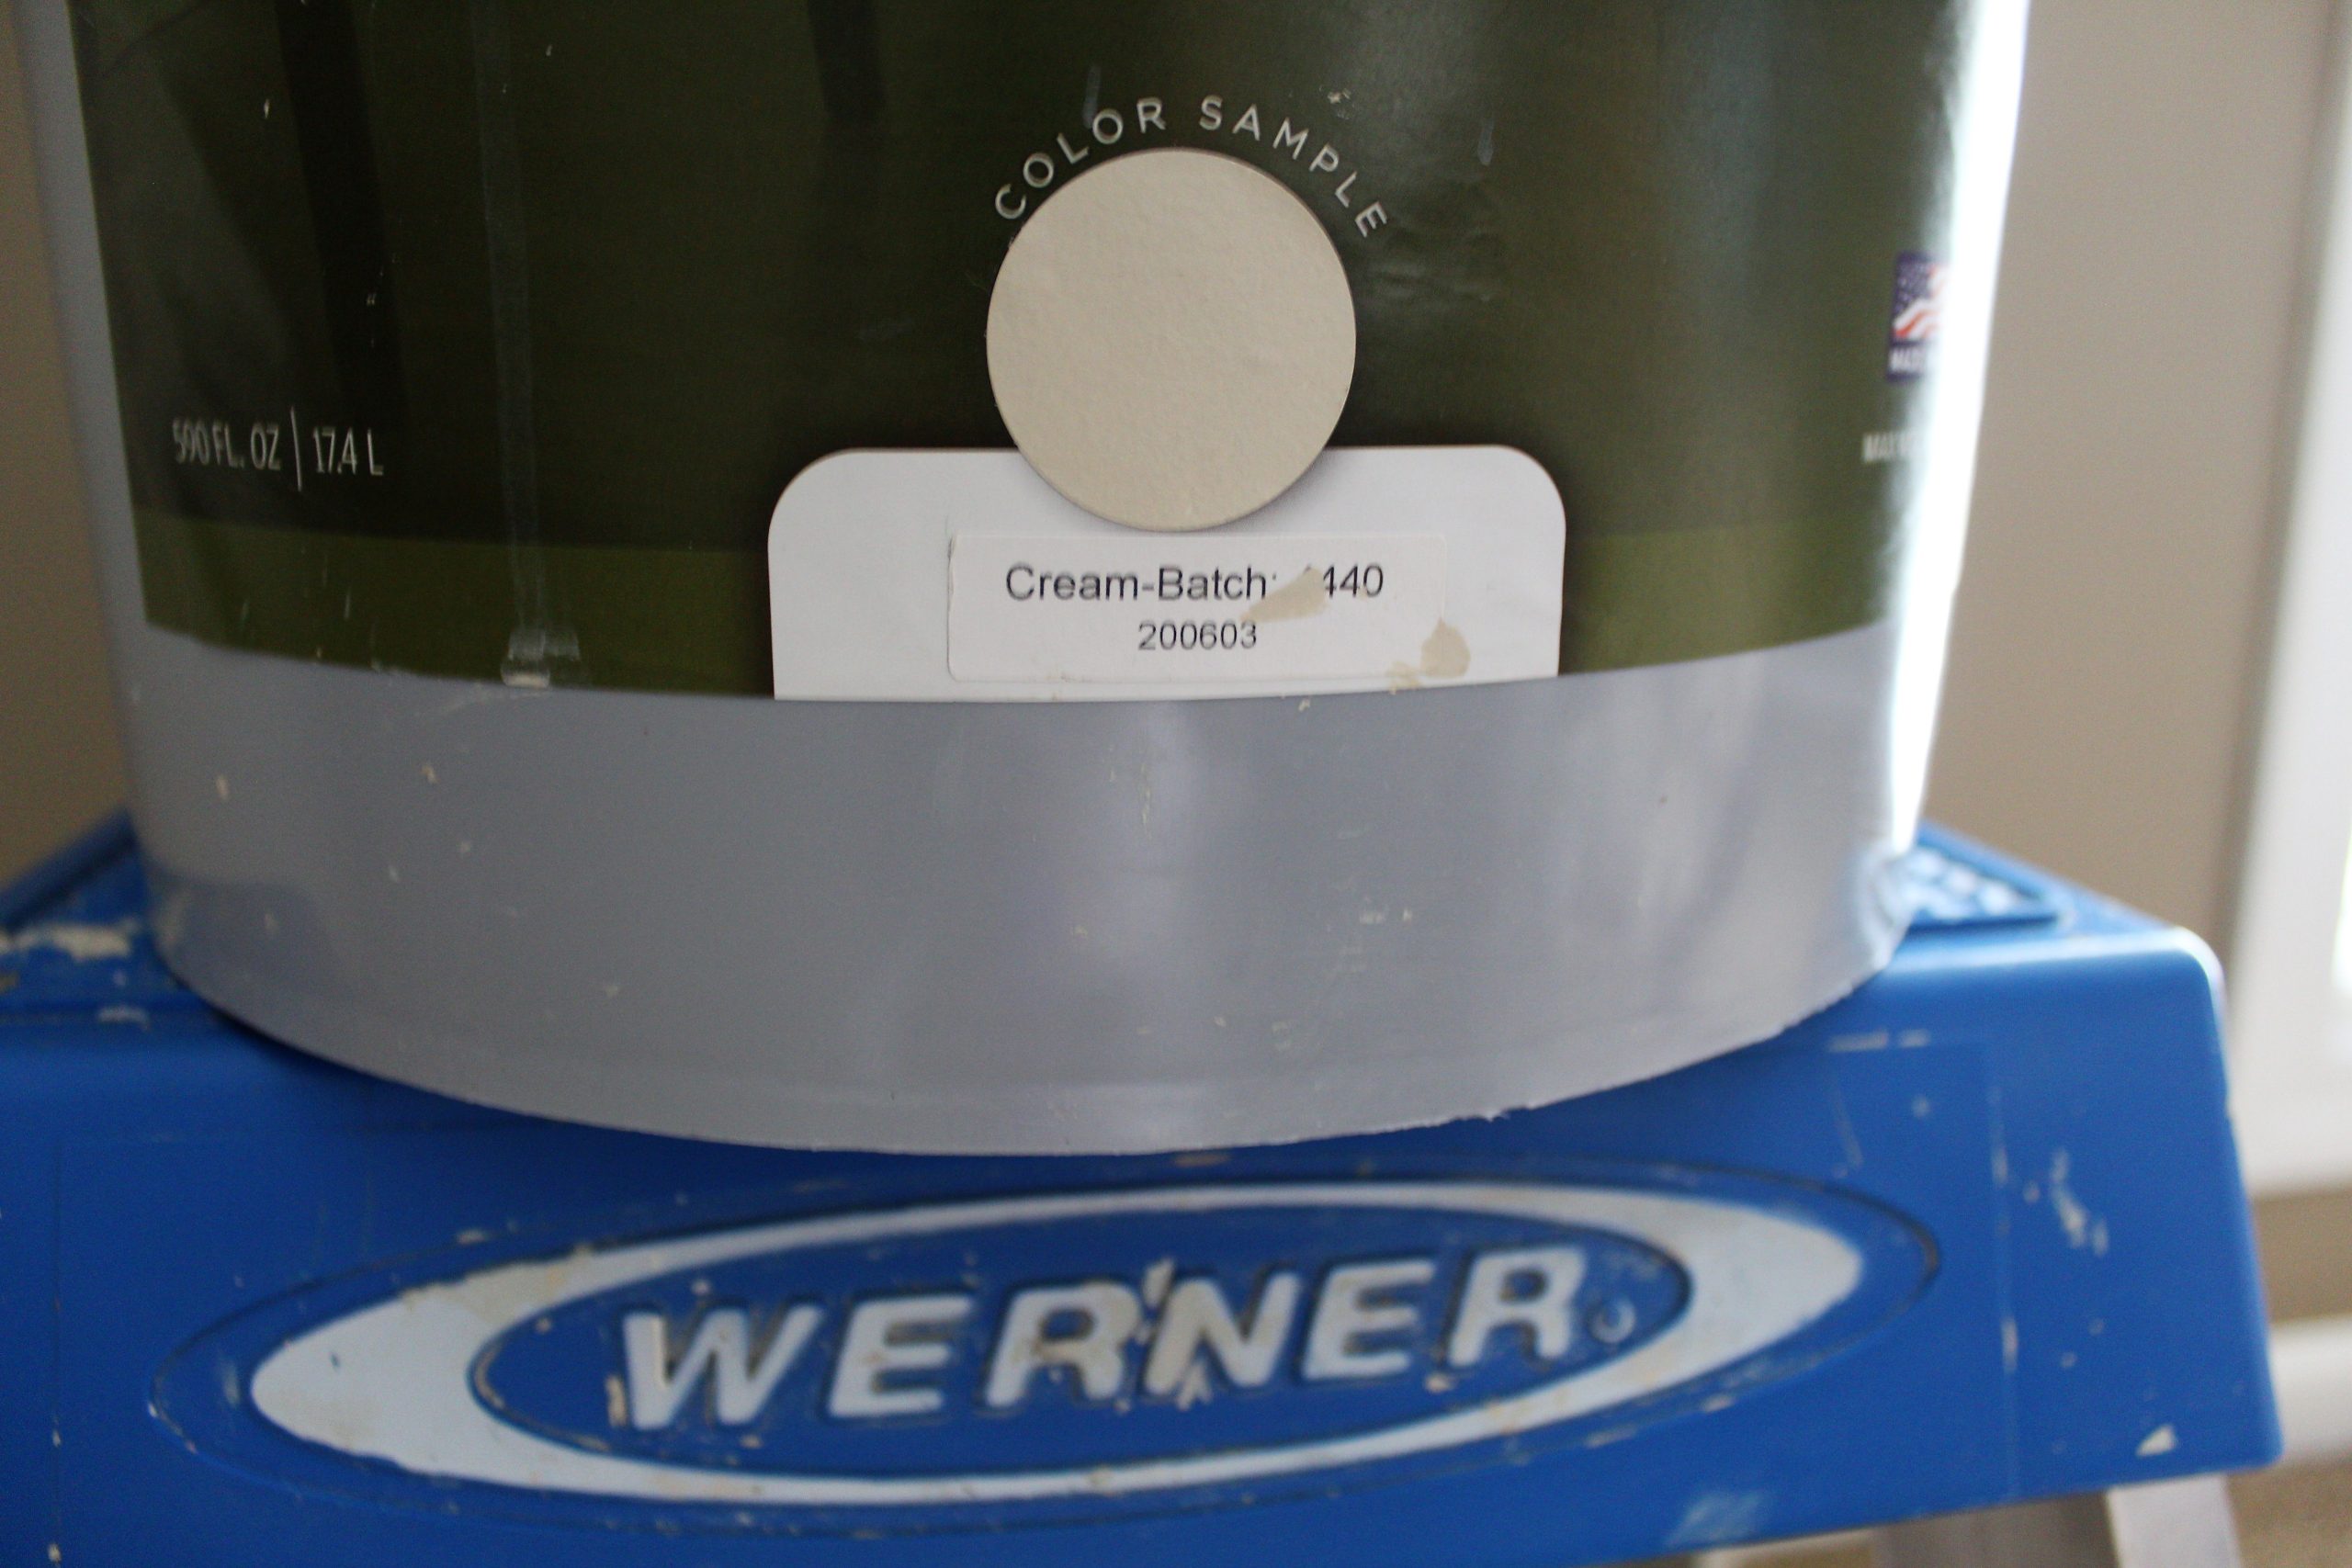 COLOR SAMPLE
590 FL. OZ | 17.4 L
Cream-Batch:
200603
WERNER